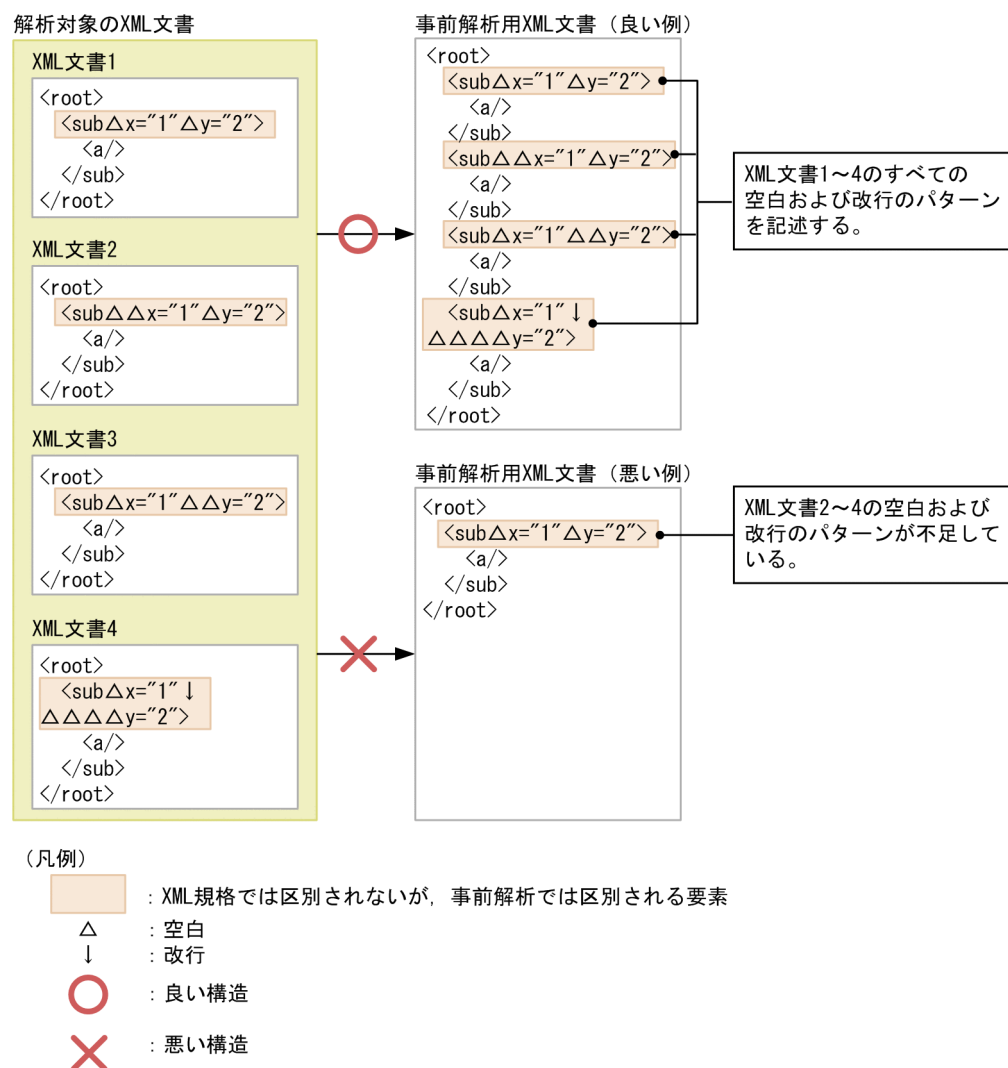 解析対象のXML文書
XML文書1
<root>
<sub△x="1"△y="2">
<a/>
</sub>
</root>
XML文書2
<root>
<sub△△x="1"△y="2">
<a/>
</sub>
</root>
XML文書3
<root>
<sub△x="1"△△y="2">
<a/>
</sub>
</root>
XML文書4
<root>
<sub△x="1"↓
△△△△y="2">
<a/>
</sub>
</root>
事前解析用XML文書（良い例）
<root>
<sub△x="1"△y="2">
<a/>
</sub>
<sub△△x="1"△y="2">
<a/>
</sub>
<sub△x="1"△△y="2">
<a/>
</sub>
<sub△x="1"↓
△△△△y="2">
<a/>
</sub>
</root>
XML文書1～4のすべての
空白および改行のパターン
を記述する。
事前解析用XML文書（悪い例）
<root>
<sub△x="1"△y="2">
<a/>
</sub>
</root>
XML文書2～4の空白および
改行のパターンが不足して
いる。
（凡例）
：XML規格では区別されないが，事前解析では区別される要素
△ ：空白
↓ ：改行
：良い構造
：悪い構造